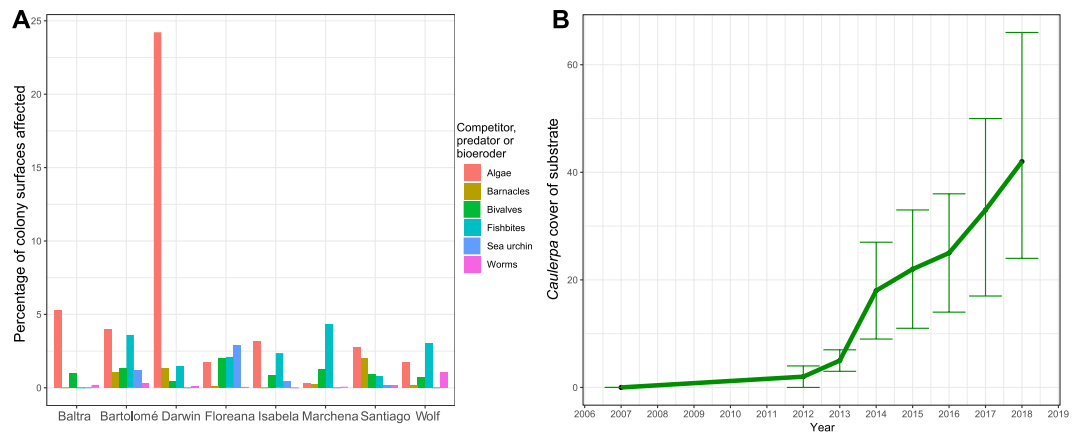 A
Percentage of colony surfaces affected
25
20
15
10
5
0
Baltra Bartolomé Darwin Floreana Isabela Marchena Santiago Wolf
Competitor,
predator or
bioeroder
Algae
Barnacles
Bivalves
Fishbites
Sea urchin
Worms
B
Caulerpa cover of substrate
60
40
20
0
2006 2007 2008 2009 2010 2011 2012 2013 2014 2015 2016 2017 2018 2019
Year